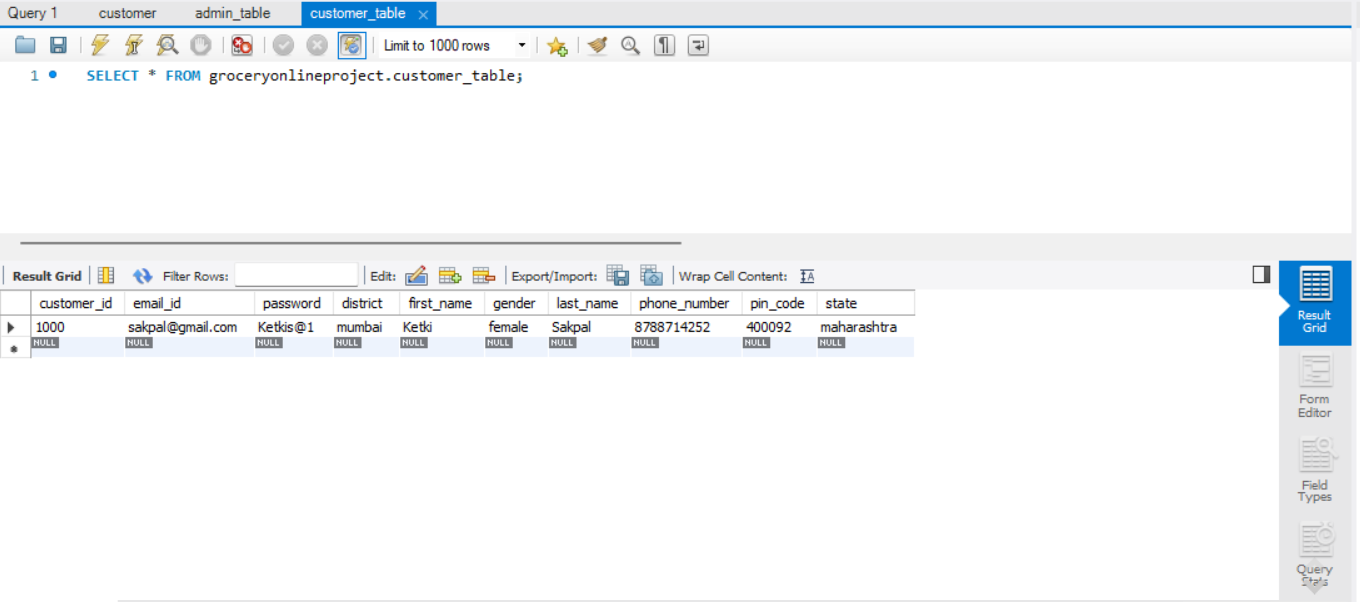 Query 1 customer admin_table customer_table
Limit to 1000 rows
1 SELECT * FROM groceryonlineproject.customer_table;
Result Grid Filter Rows: Edit: Export/Import: Wrap Cell Content: IA
customer_id email_id password district first_name gender last_name phone_number pin_code state
1000 sakpal@gmail.com Ketkis@1 mumbai Ketki female Sakpal 8788714252 400092 maharashtra
NULL NULL NULL NULL NULL NULL NULL NULL NULL NULL
Result
Grid
Form
Editor
Field
Types
Query
Stats